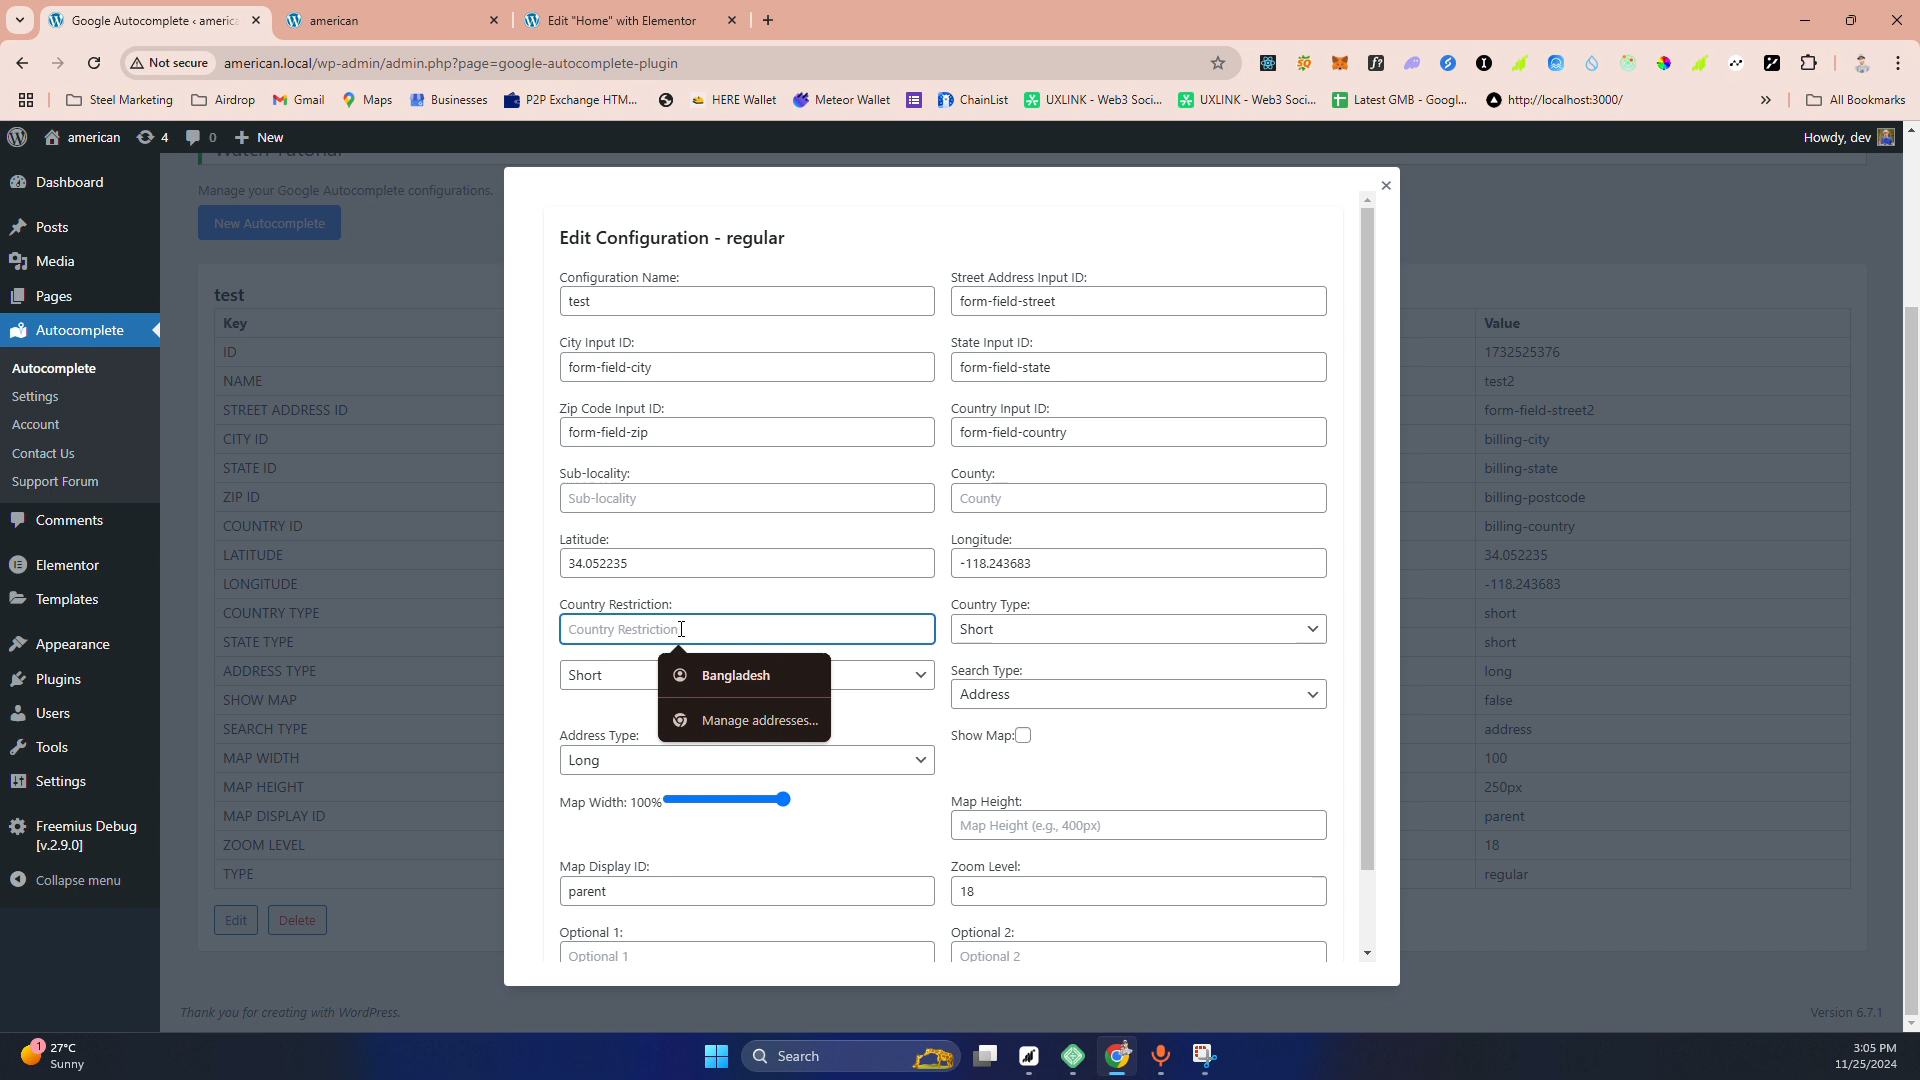 Google Autocomplete ‹ americ
american
Edit "Home" with Elementor
Not secure
american.local/wp-admin/admin.php?page=google-autocomplete-plugin
Steel Marketing
Airdrop
Gmail
Maps
Businesses
P2P Exchange HTM...
HERE Wallet
Meteor Wallet
ChainList
UXLINK - Web3 Soci...
UXLINK - Web3 Soci...
Latest GMB - Googl...
http://localhost:3000/
All Bookmarks
american
4
0
New
Howdy, dev
Dashboard
Posts
Media
Pages
Autocomplete
Autocomplete
Settings
Account
Contact Us
Support Forum
Comments
Elementor
Templates
Appearance
Plugins
Users
Tools
Settings
Freemius Debug
[v.2.9.0]
Collapse menu
Watch Tutorial
Manage your Google Autocomplete configurations.
New Autocomplete
test
Key
ID
NAME
STREET ADDRESS ID
CITY ID
STATE ID
ZIP ID
COUNTRY ID
LATITUDE
LONGITUDE
COUNTRY TYPE
STATE TYPE
ADDRESS TYPE
SHOW MAP
SEARCH TYPE
MAP WIDTH
MAP HEIGHT
MAP DISPLAY ID
ZOOM LEVEL
TYPE
Edit
Delete
Edit Configuration - regular
Configuration Name:
test
Street Address Input ID:
form-field-street
City Input ID:
form-field-city
State Input ID:
form-field-state
Zip Code Input ID:
form-field-zip
Country Input ID:
form-field-country
Sub-locality:
Sub-locality
County:
County
Latitude:
34.052235
Longitude:
-118.243683
Country Restriction:
Country Restriction
Country Type:
Short
Bangladesh
Manage addresses...
Short
Search Type:
Address
Address Type:
Long
Show Map:
Map Width: 100%
Map Height:
Map Height (e.g., 400px)
Map Display ID:
parent
Zoom Level:
18
Optional 1:
Optional 1
Optional 2:
Optional 2
Value
1732525376
test2
form-field-street2
billing-city
billing-state
billing-postcode
billing-country
34.052235
-118.243683
short
short
long
false
address
100
250px
parent
18
regular
Thank you for creating with WordPress.
Version 6.7.1
1
27°C
Sunny
Search
3:05 PM
11/25/2024